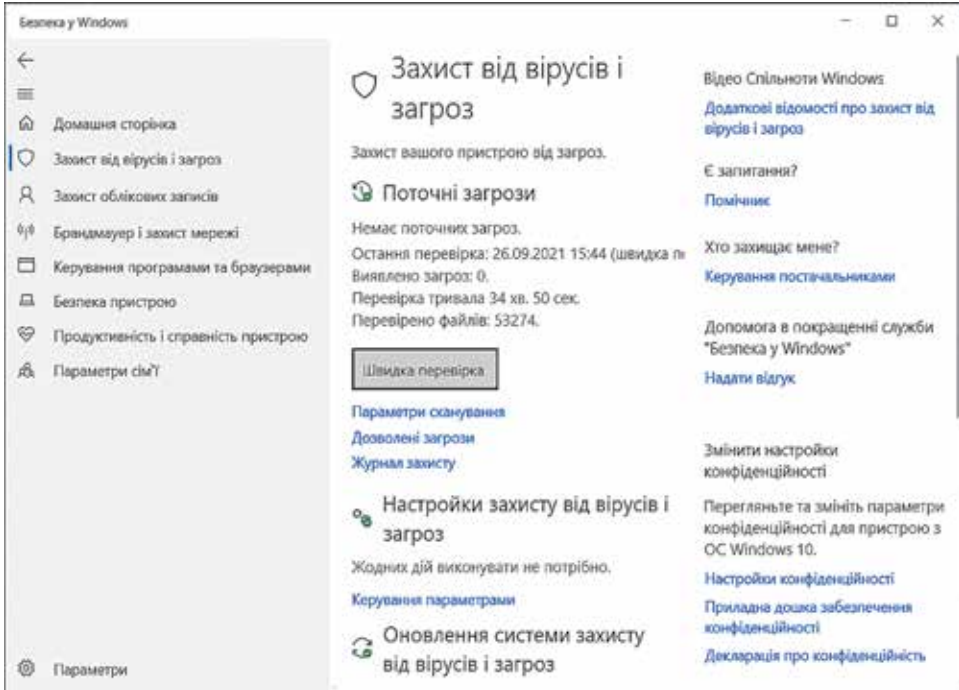 Безпека у Windows
Домашня сторінка
Захист від вірусів і загроз
Захист облікових записів
Брандмауер і захист мережі
Керування програмами та браузерами
Безпека пристрою
Продуктивність і справність пристрою
Параметри сім'ї
Параметри
Захист від вірусів і
загроз
Захист вашого пристрою від загроз.
Поточні загрози
Немає поточних загроз.
Остання перевірка: 26.09.2021 15:44 (швидка п
Виявлено загроз: 0.
Перевірка тривала 34 хв. 50 сек.
Перевірено файлів: 53274.
Швидка перевірка
Параметри сканування
Дозволені загрози
Журнал захисту
Настройки захисту від вірусів і
загроз
Жодних дій виконувати не потрібно.
Керування параметрами
Оновлення системи захисту
від вірусів і загроз
Відео Спільноти Windows
Додаткові відомості про захист від
вірусів і загроз
Є запитання?
Помічник
Хто захищає мене?
Керування постачальниками
Допомога в покращенні служби
"Безпека у Windows"
Надати відгук
Змінити настройки
конфіденційності
Перегляньте та змініть параметри
конфіденційності для пристрою з
ОС Windows 10.
Настройки конфіденційності
Приладна дошка забезпечення
конфіденційності
Декларація про конфіденційність